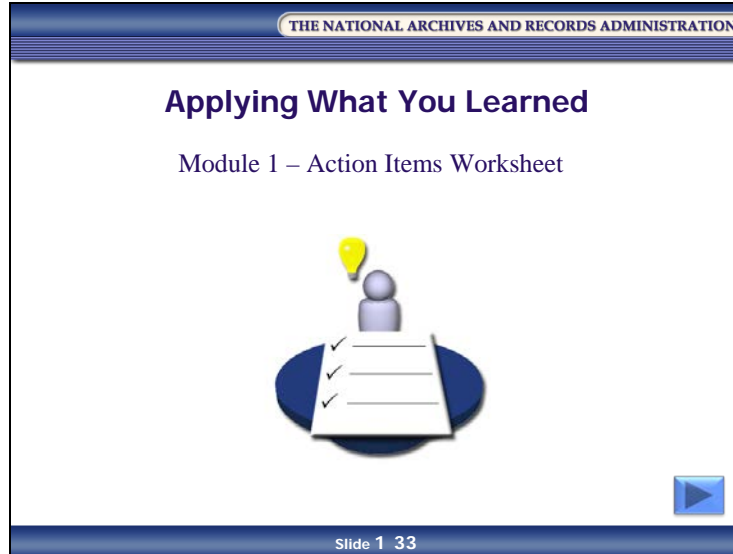 THE NATIONAL ARCHIVES AND RECORDS ADMINISTRATION
Applying What You Learned
Module 1 – Action Items Worksheet
Slide 1 33